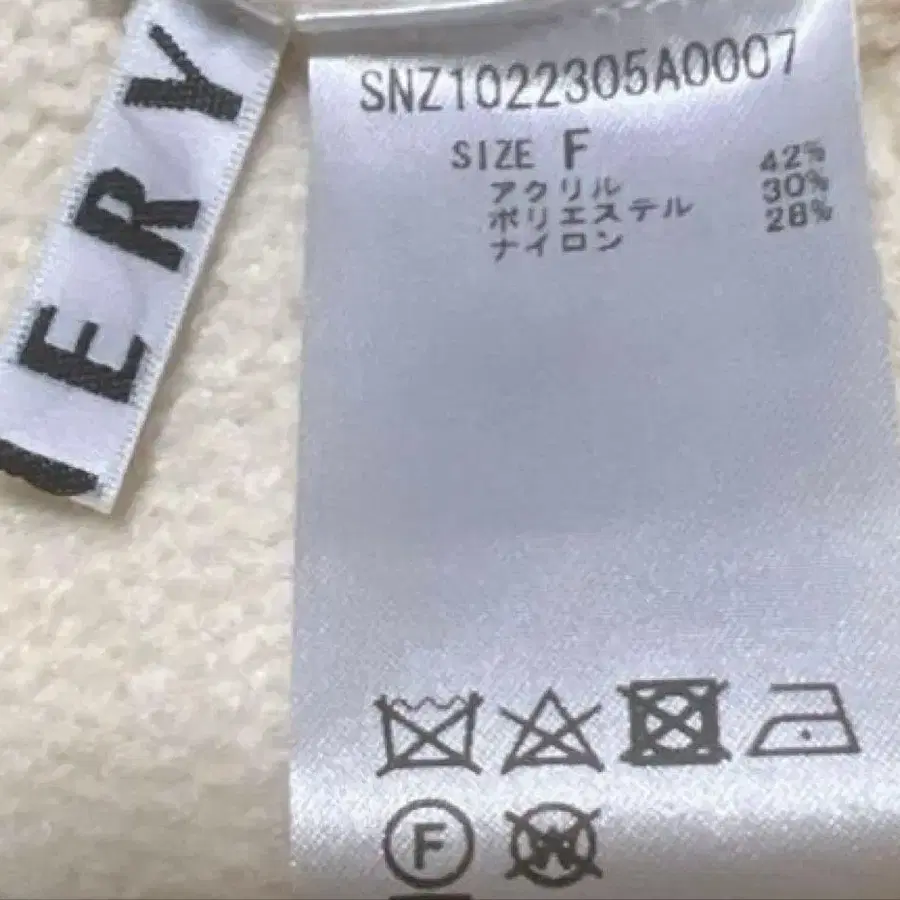 ERY
SNZ1022305A0007
SIZE F
アクリル 42%
ポリエステル 30%
ナイロン 28%
F
W